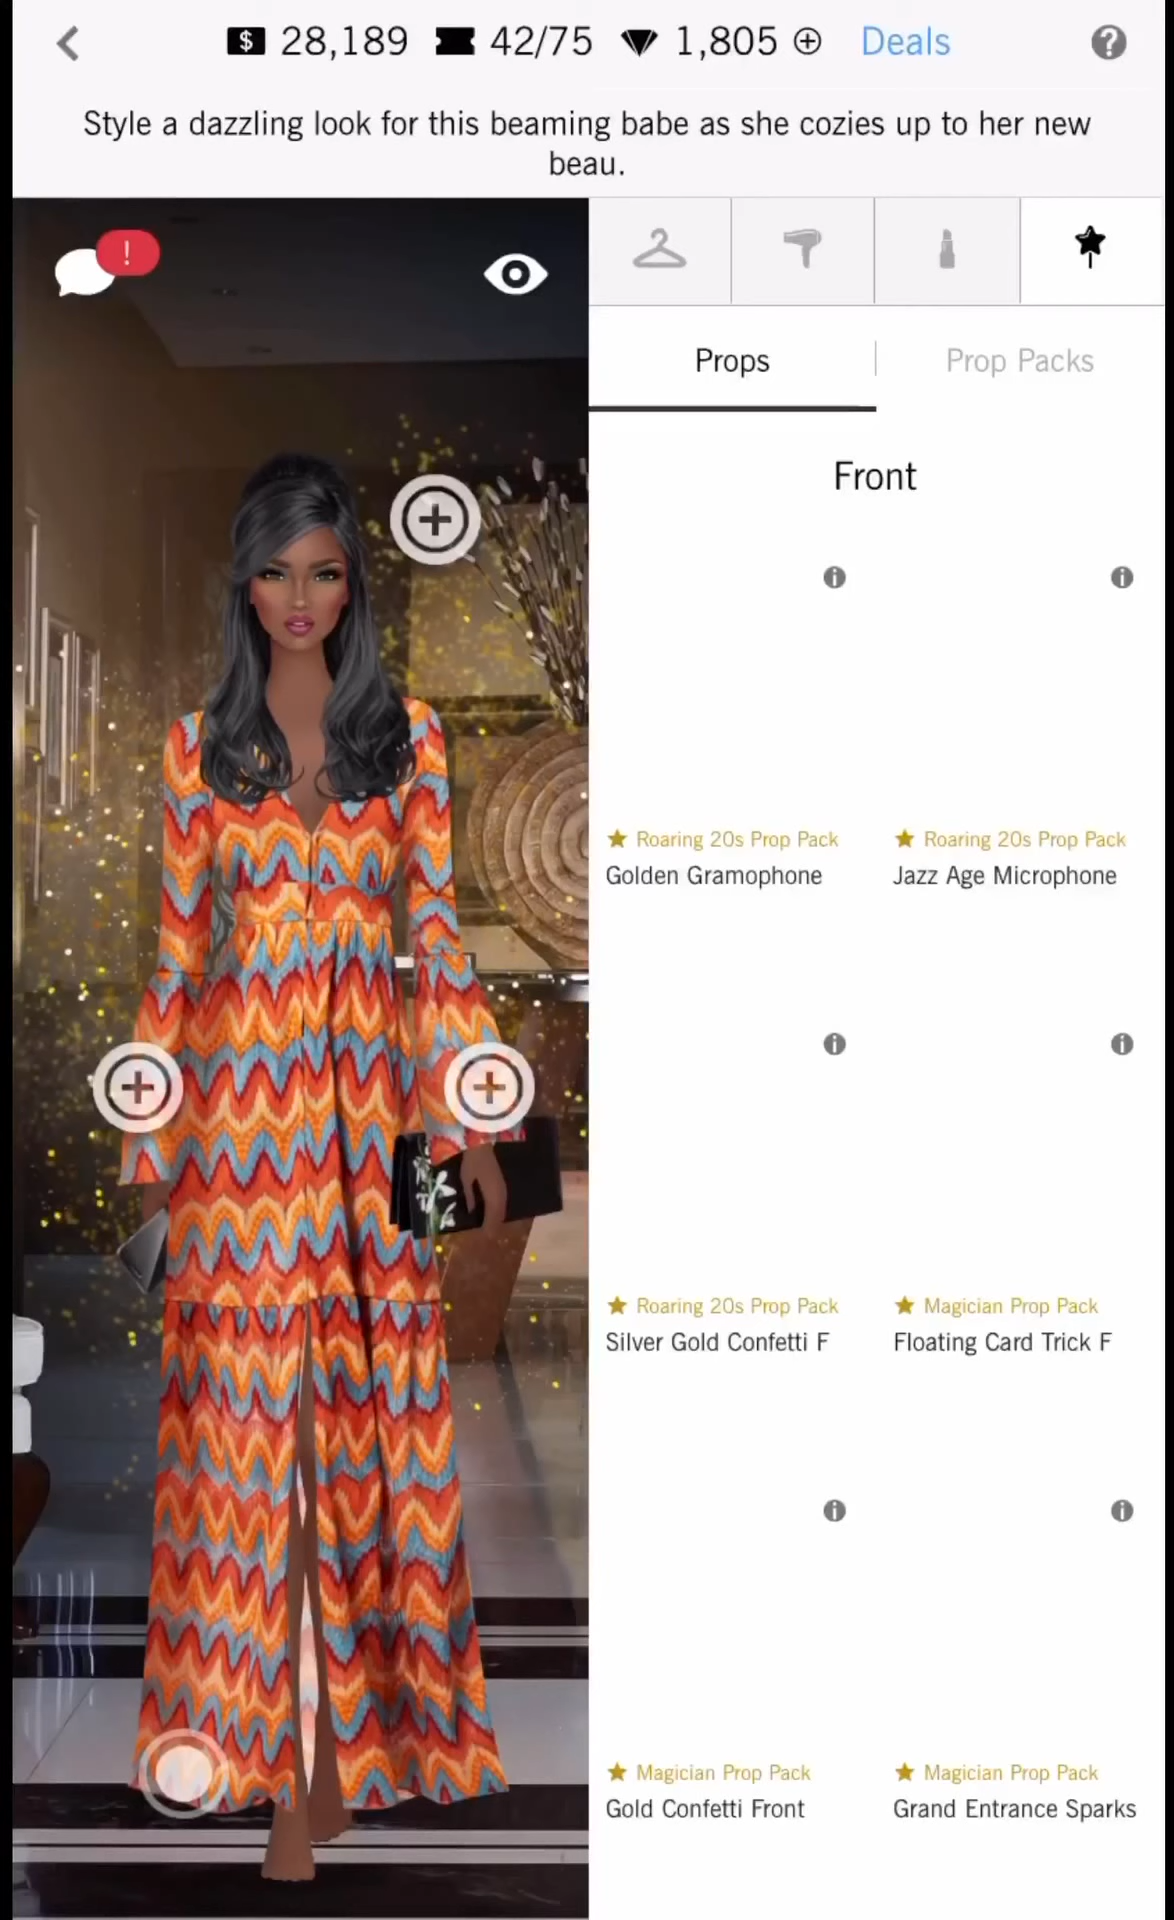 $ 28,189 42/75 1,805 Deals ?
Style a dazzling look for this beaming babe as she cozies up to her new
beau.
!
Props Prop Packs
Front
Roaring 20s Prop Pack
Golden Gramophone
Roaring 20s Prop Pack
Jazz Age Microphone
Roaring 20s Prop Pack
Silver Gold Confetti F
Magician Prop Pack
Floating Card Trick F
Magician Prop Pack
Gold Confetti Front
Magician Prop Pack
Grand Entrance Sparks